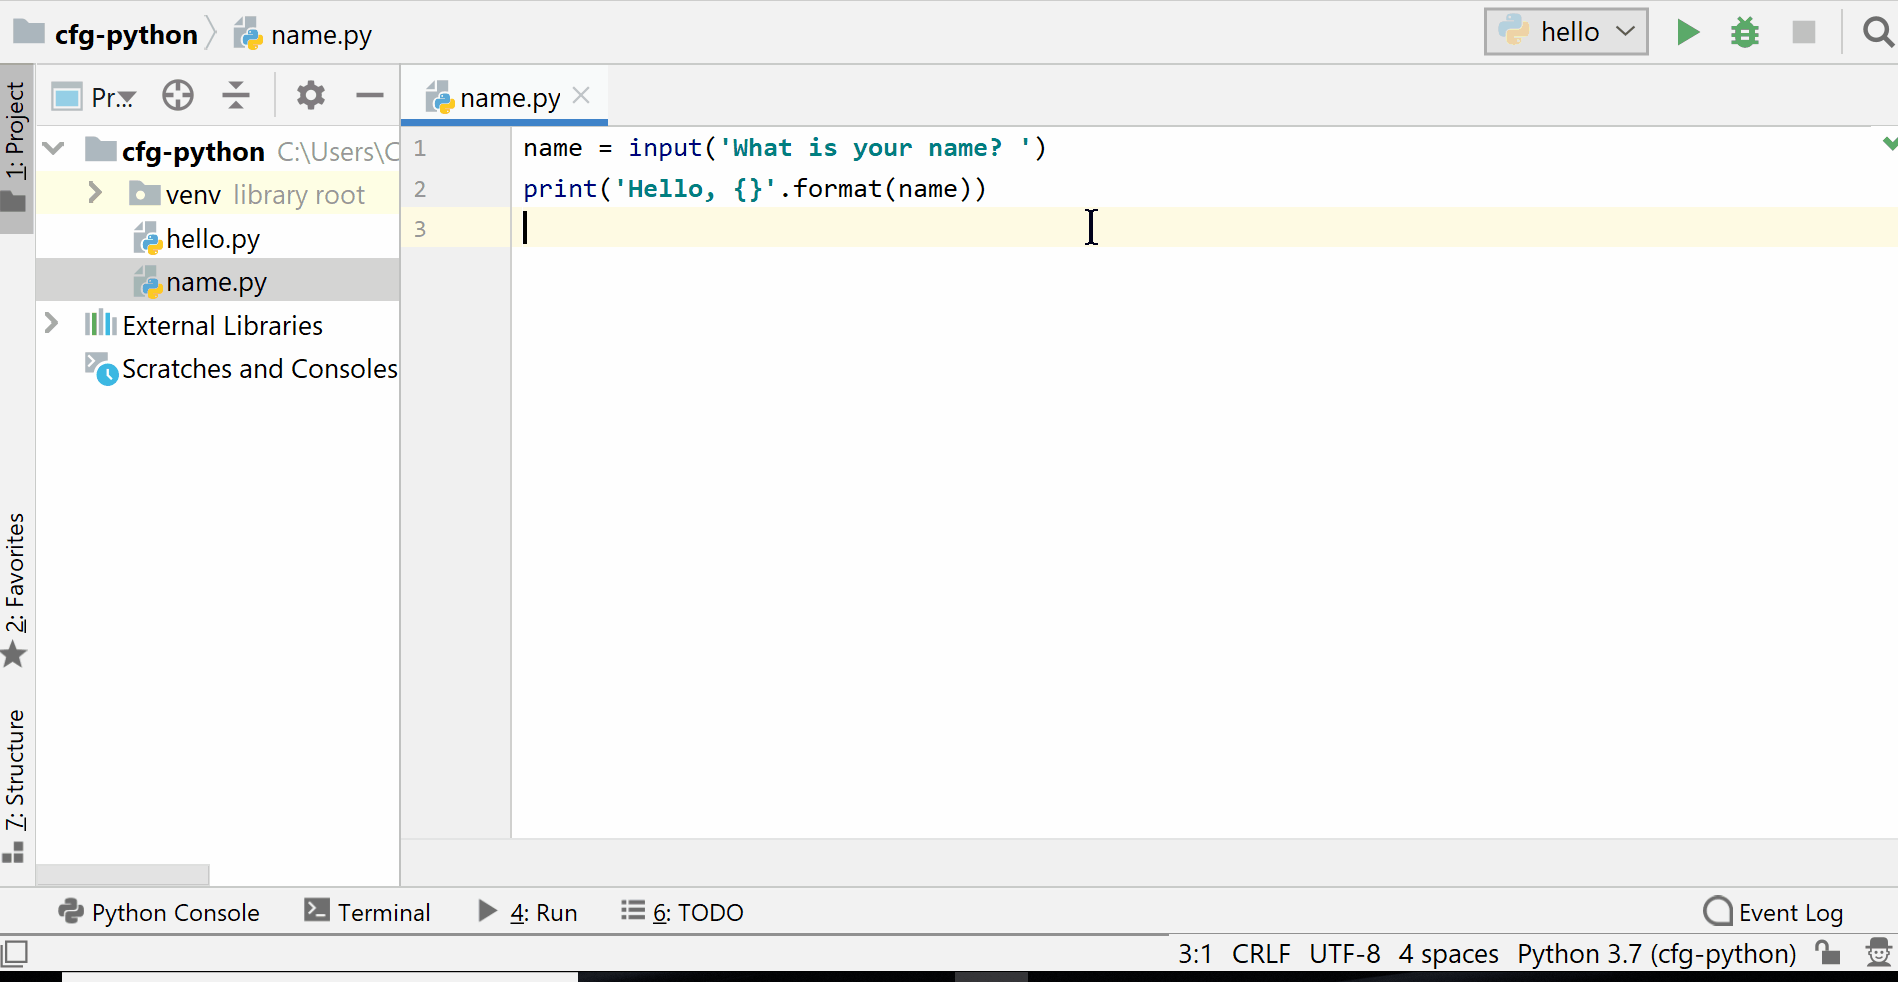 cfg-python name.py
hello
1: Project
Pr...
name.py
cfg-python C:\Users\C
venv library root
hello.py
name.py
External Libraries
Scratches and Consoles
1 name = input('What is your name? ')
2 print('Hello, {}'.format(name))
3
2: Favorites
7: Structure
Python Console Terminal 4: Run 6: TODO Event Log
3:1 CRLF UTF-8 4 spaces Python 3.7 (cfg-python)